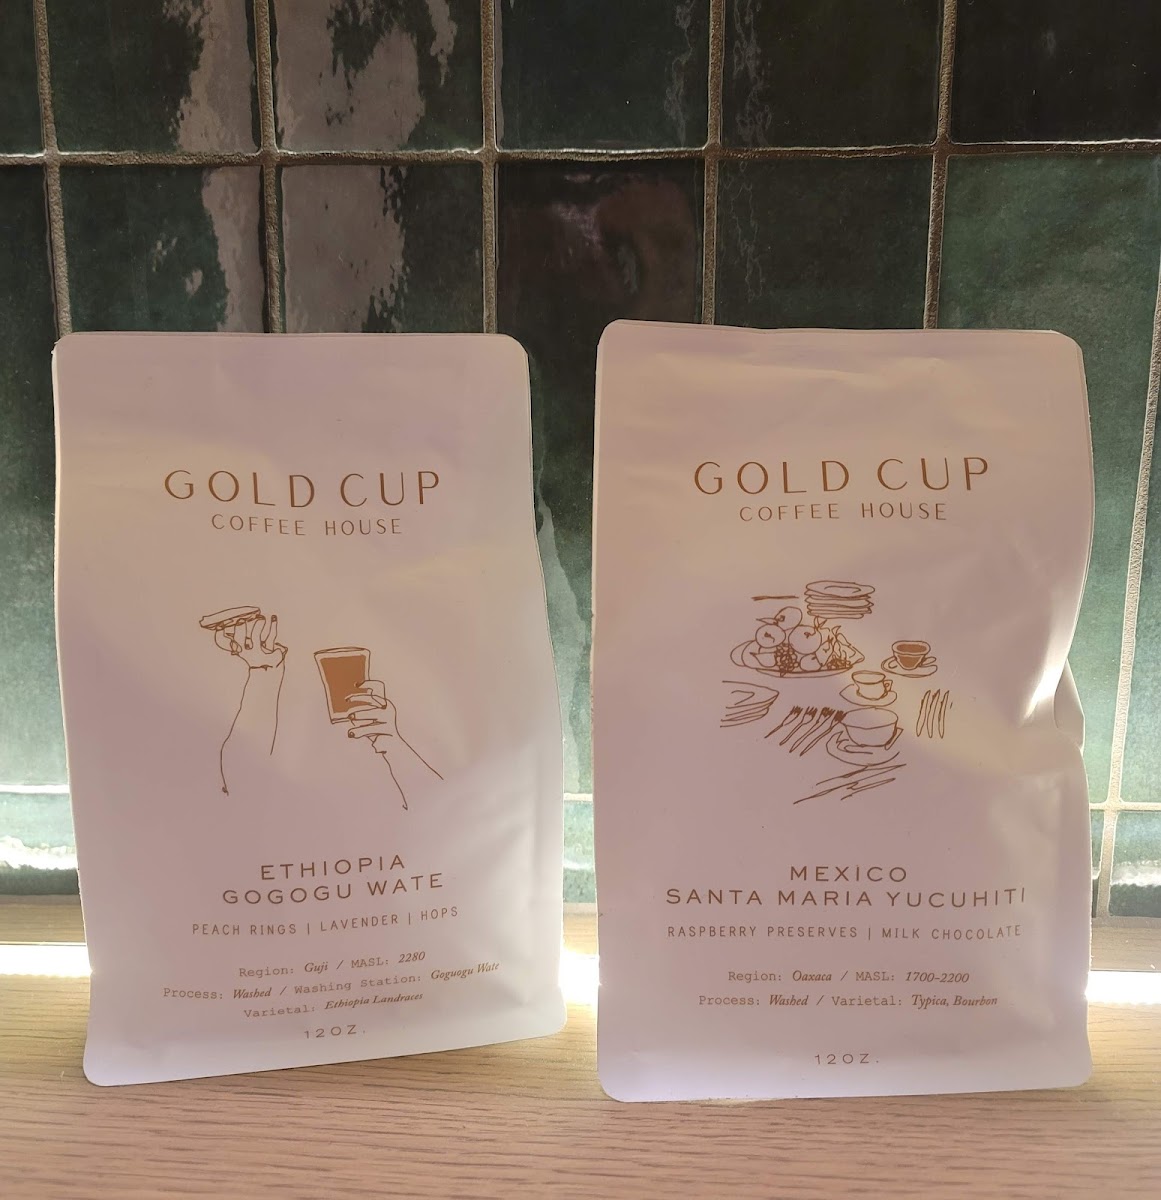 GOLD CUP
COFFEE HOUSE
ETHIOPIA
GOGOGU WATE
PEACH RINGS | LAVENDER | HOPS
Region: Guji / MASL: 2280
Process: Washed / Washing Station: Goguogu Wate
Varietal: Ethiopia Landraces
12OZ.
GOLD CUP
COFFEE HOUSE
MEXICO
SANTA MARIA YUCUHITI
RASPBERRY PRESERVES | MILK CHOCOLATE
Region: Oaxaca / MASL: 1700-2200
Process: Washed / Varietal: Typica, Bourbon
12OZ.